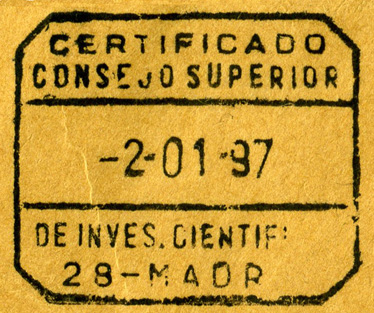 CERTIFICADO
CONSEJO SUPERIOR
-2-01-97
DE INVES. CIENTIF
28-MADR